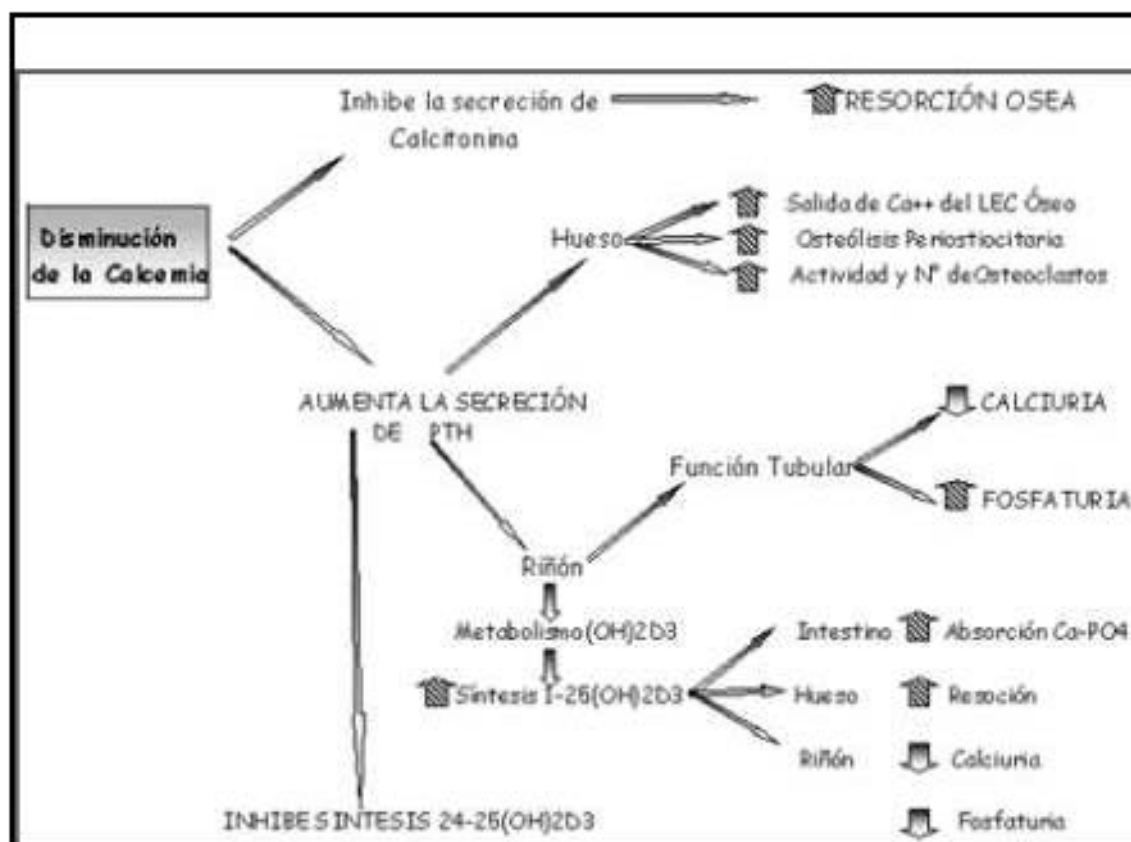 Inhibe la secreción de
Calcitonina
RESORCIÓN OSEA
Disminución
de la Calcemia
Hueso
Salida de Ca++ del LEC Óseo
Osteólisis Periostiocitaria
Actividad y Nº de Osteoclastos
AUMENTA LA SECRECIÓN
DE PTH
Función Tubular
CALCIURIA
FOSFATURIA
Riñón
Metabolismo(OH)2D3
Síntesis 1-25(OH)2D3
Intestino
Absorción Ca-PO4
Hueso
Resoción
Riñón
Calciuria
Fosfaturia
INHIBE SINTESIS 24-25(OH)2D3